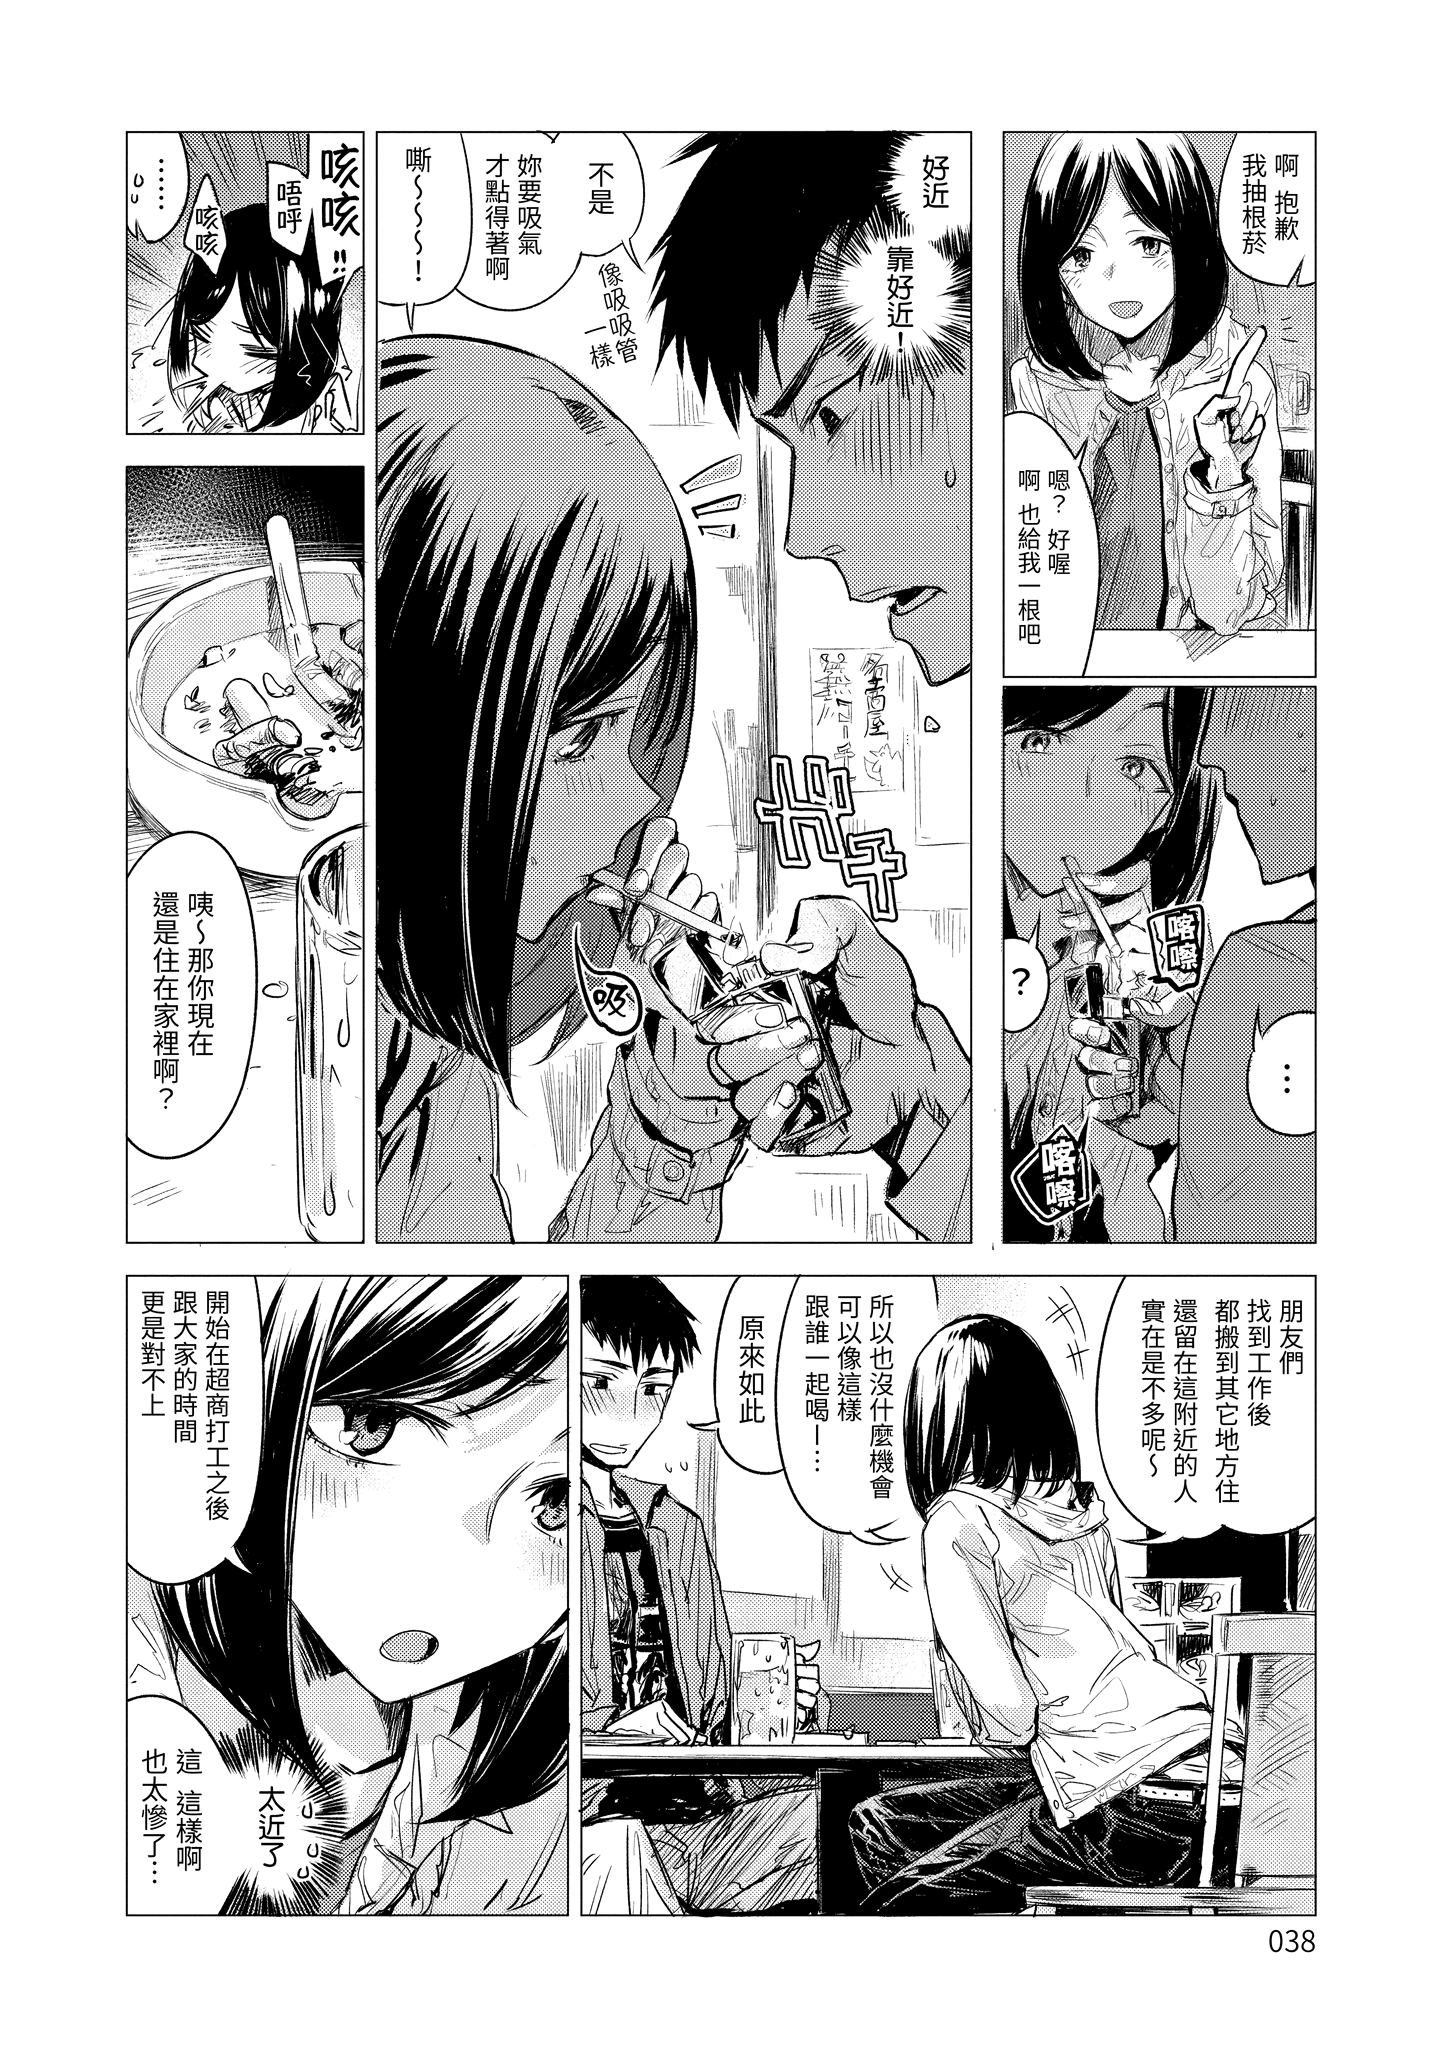 啊 抱歉
我抽根菸
嗯？ 好喔
啊 也給我一根吧
喀嚓
？
…
喀嚓
好近
靠好近！
不是
妳要吸氣
才點得著啊
像吸吸管
一樣
嘶～～～！
吸
名古屋
咳咳!!
唔呼
咳咳
……
咦～那你現在
還是住在家裡啊？
朋友們
找到工作後
都搬到其它地方住
還留在這附近的人
實在是不多呢～
所以也沒什麼機會
可以像這樣
跟誰一起喝ー…
原來如此
開始在超商打工之後
跟大家的時間
更是對不上
太近了
這 這樣啊
也太慘了…
038